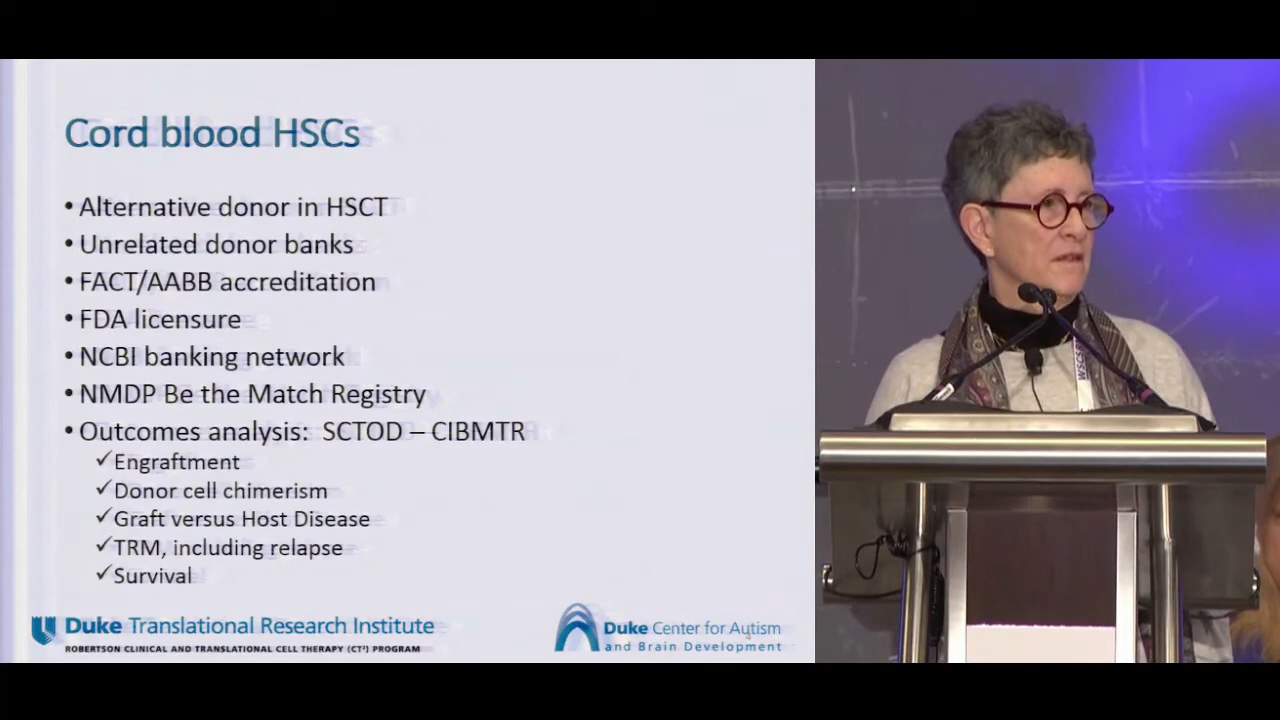 Cord blood HSCs
• Alternative donor in HSCT
• Unrelated donor banks
• FACT/AABB accreditation
• FDA licensure
• NCBI banking network
• NMDP Be the Match Registry
• Outcomes analysis: SCTOD – CIBMTR
✓Engraftment
✓Donor cell chimerism
✓Graft versus Host Disease
✓TRM, including relapse
✓Survival
Duke Translational Research Institute
ROBERTSON CLINICAL AND TRANSLATIONAL CELL THERAPY (CT²) PROGRAM
Duke Center for Autism
and Brain Development
4
WSCS